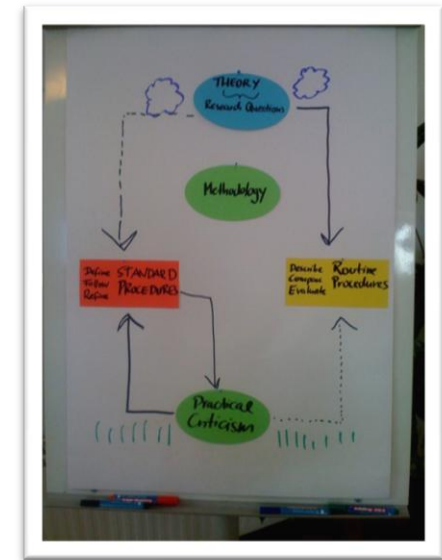 THEORY
Research Questions
Methodology
Define STANDARD
Follow PROCEDURES
Refine
Describe Routine
Compare Procedures
Evaluate
Practical
Criticism